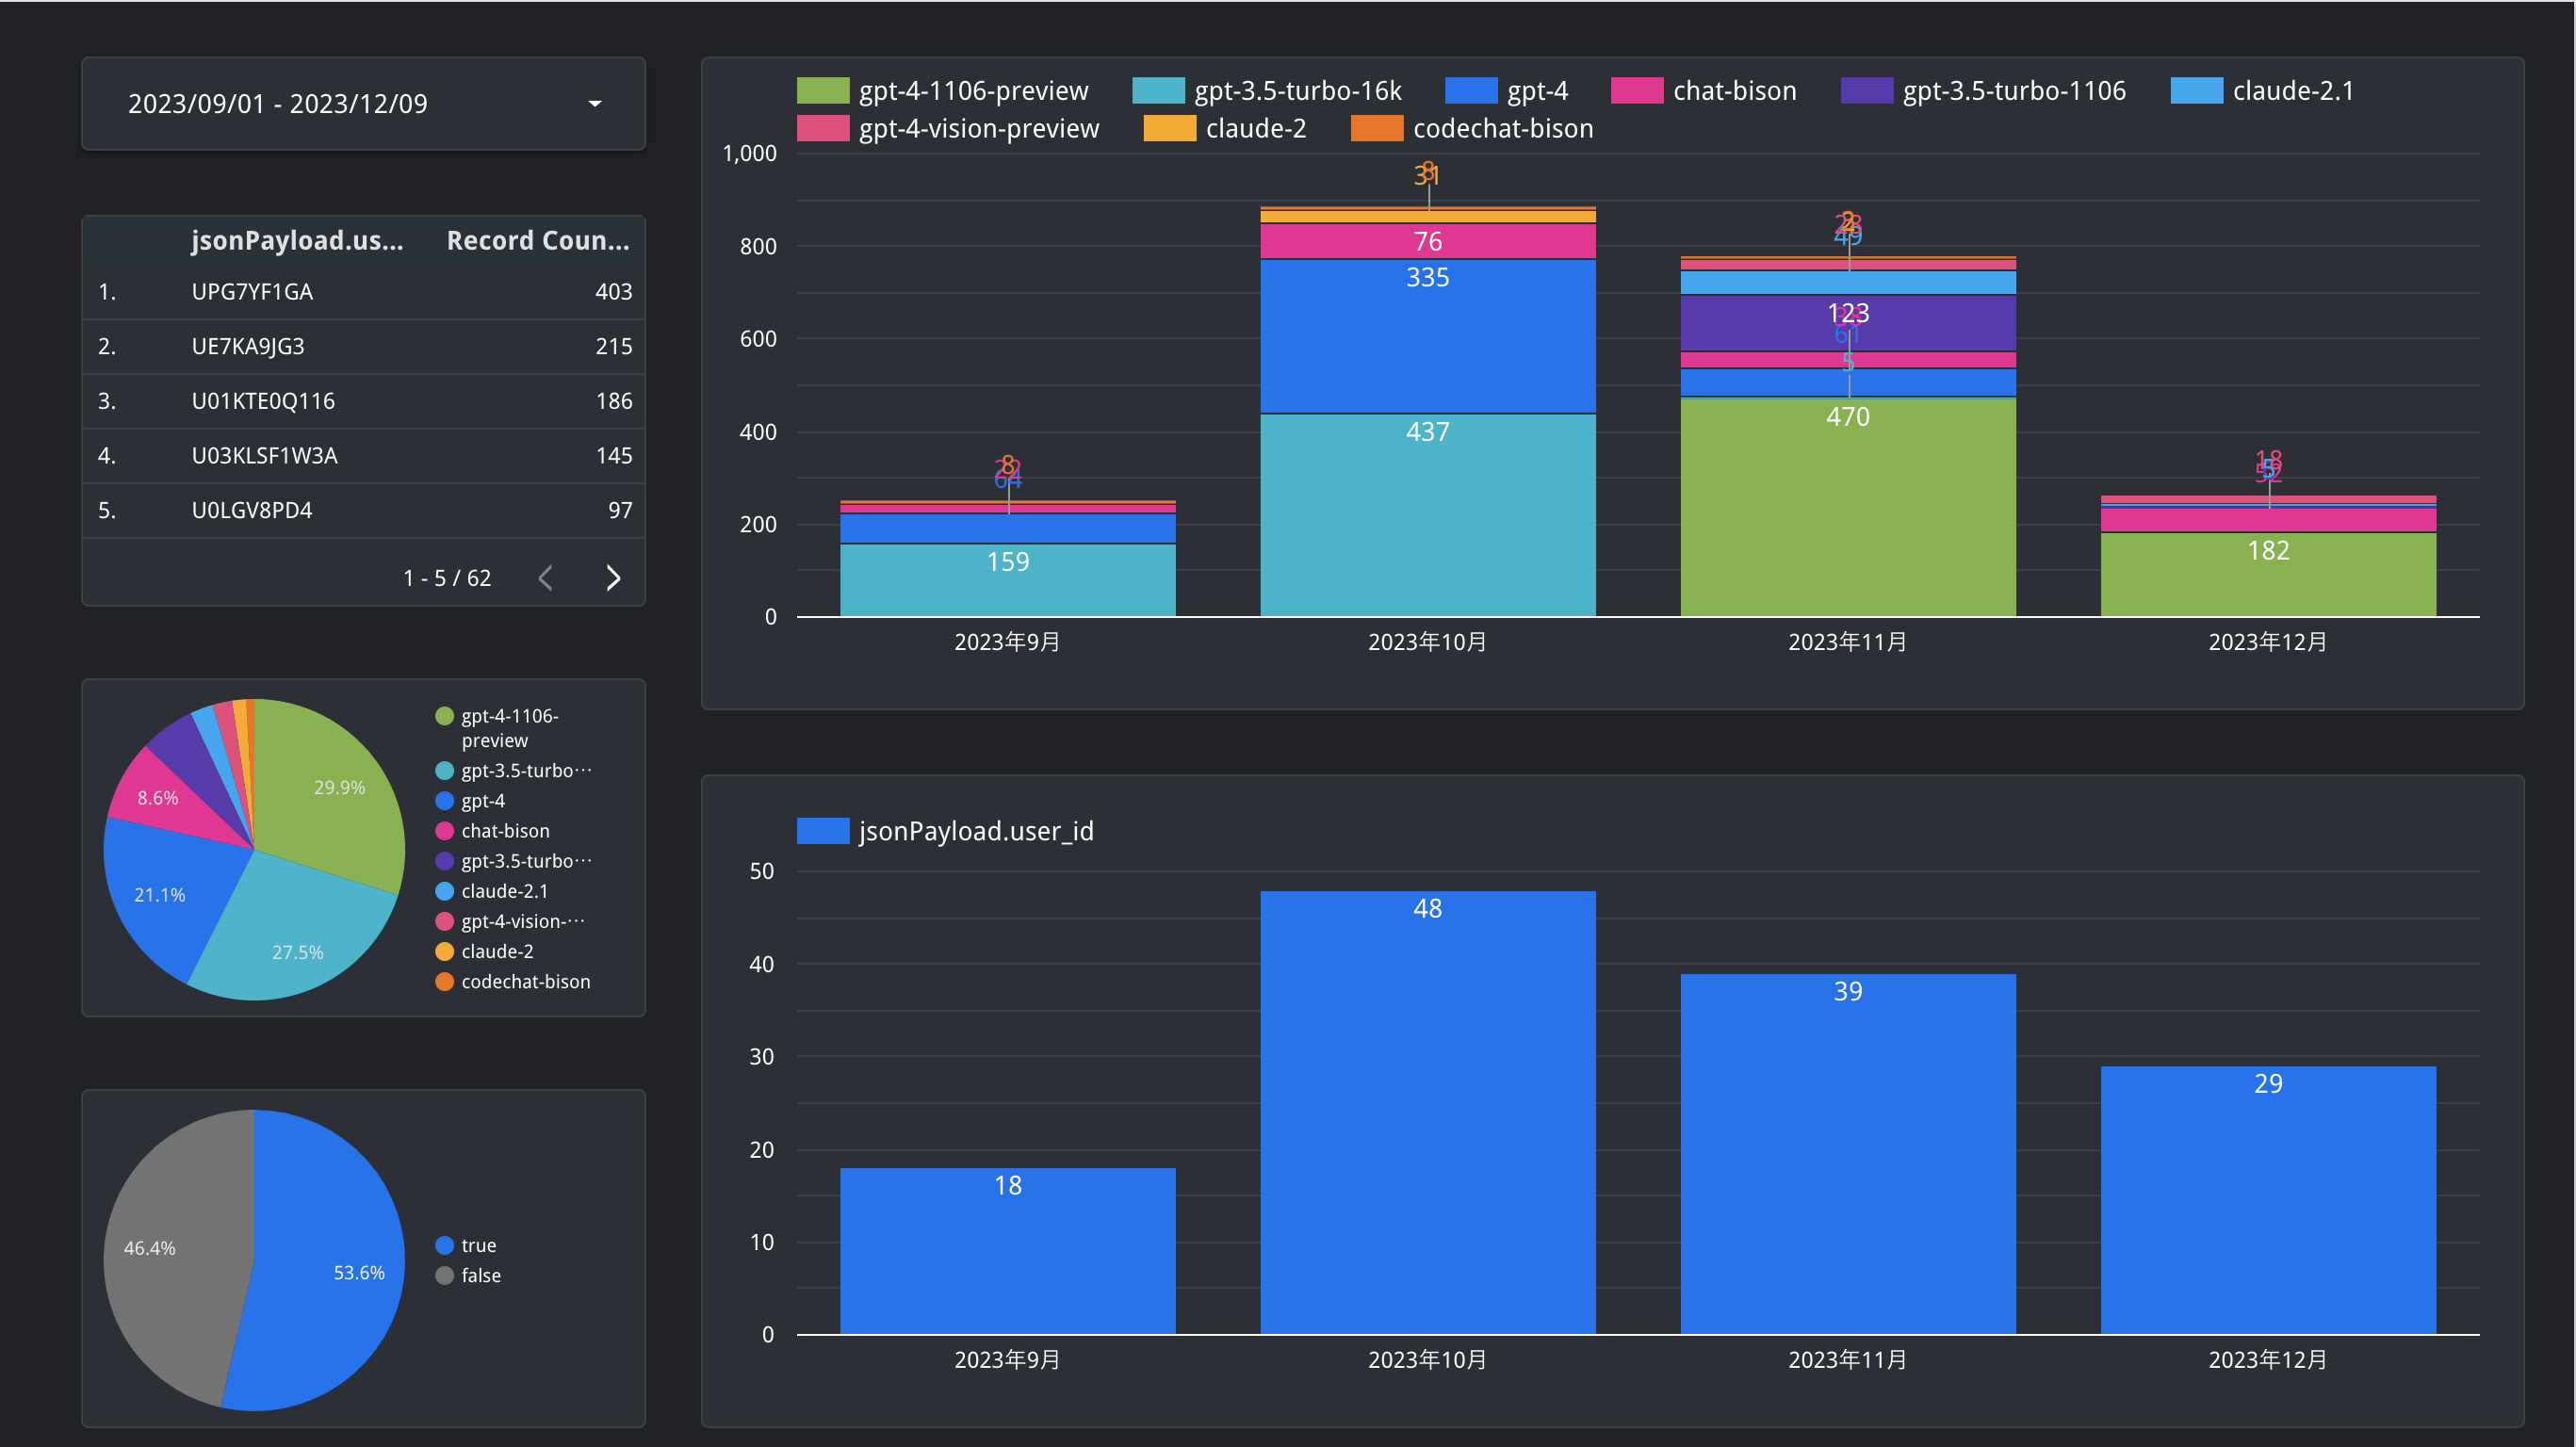 2023/09/01 - 2023/12/09
jsonPayload.us... Record Coun...
1. UPG7YF1GA 403
2. UE7KA9JG3 215
3. U01KTE0Q116 186
4. U03KLSF1W3A 145
5. U0LGV8PD4 97
1 - 5 / 62
29.9%
8.6%
21.1%
27.5%
gpt-4-1106-
preview
gpt-3.5-turbo···
gpt-4
chat-bison
gpt-3.5-turbo···
claude-2.1
gpt-4-vision-···
claude-2
codechat-bison
46.4%
53.6%
true
false
gpt-4-1106-preview gpt-3.5-turbo-16k gpt-4 chat-bison gpt-3.5-turbo-1106 claude-2.1
gpt-4-vision-preview claude-2 codechat-bison
1,000
800
600
400
200
0
8
64
159
31
76
335
437
49
123
61
5
470
18
5
182
2023年9月 2023年10月 2023年11月 2023年12月
jsonPayload.user_id
50
40
30
20
10
0
18
48
39
29
2023年9月 2023年10月 2023年11月 2023年12月